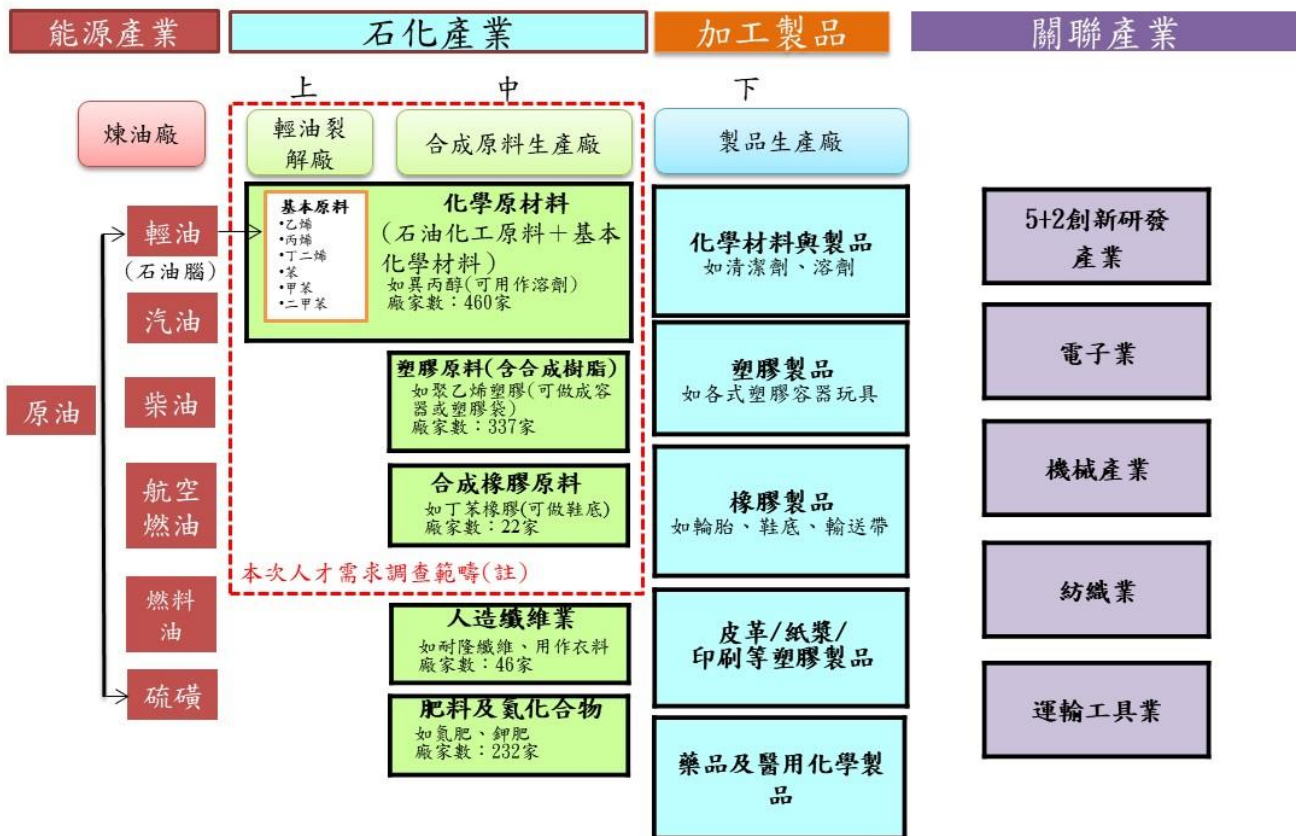 能源產業
石化產業
加工製品
關聯產業
上
中
下
煉油廠
輕油裂
解廠
合成原料生產廠
製品生產廠
原油
輕油
(石油腦)
汽油
柴油
航空
燃油
燃料
油
硫磺
基本原料
•乙烯
•丙烯
•丁二烯
•苯
•甲苯
•二甲苯
化學原材料
(石油化工原料＋基本
化學材料)
如異丙醇(可用作溶劑)
廠家數：460家
塑膠原料(含合成樹脂)
如聚乙烯塑膠(可做成容
器或塑膠袋)
廠家數：337家
合成橡膠原料
如丁苯橡膠(可做鞋底)
廠家數：22家
本次人才需求調查範疇(註)
人造纖維業
如耐隆纖維、用作衣料
廠家數：46家
肥料及氮化合物
如氮肥、鉀肥
廠家數：232家
化學材料與製品
如清潔劑、溶劑
塑膠製品
如各式塑膠容器玩具
橡膠製品
如輪胎、鞋底、輸送帶
皮革/紙漿/
印刷等塑膠製品
藥品及醫用化學製
品
5+2創新研發
產業
電子業
機械產業
紡織業
運輸工具業